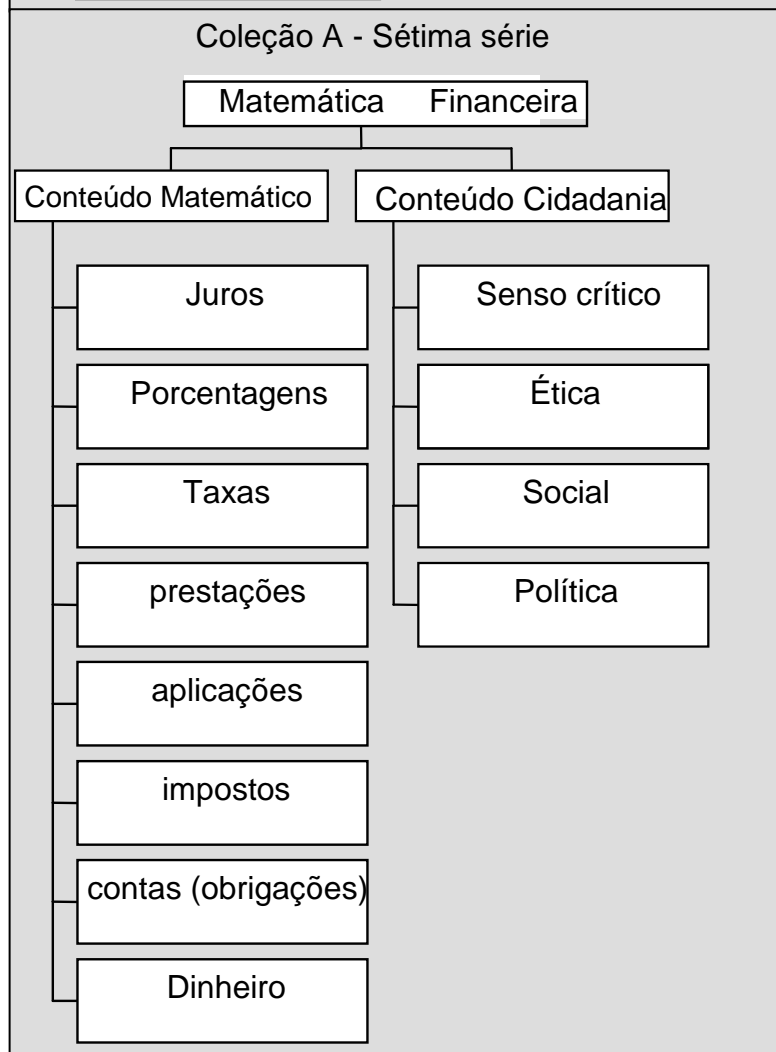 Coleção A - Sétima série
Matemática Financeira
Conteúdo Matemático
Conteúdo Cidadania
Juros
Porcentagens
Taxas
prestações
aplicações
impostos
contas (obrigações)
Dinheiro
Senso crítico
Ética
Social
Política